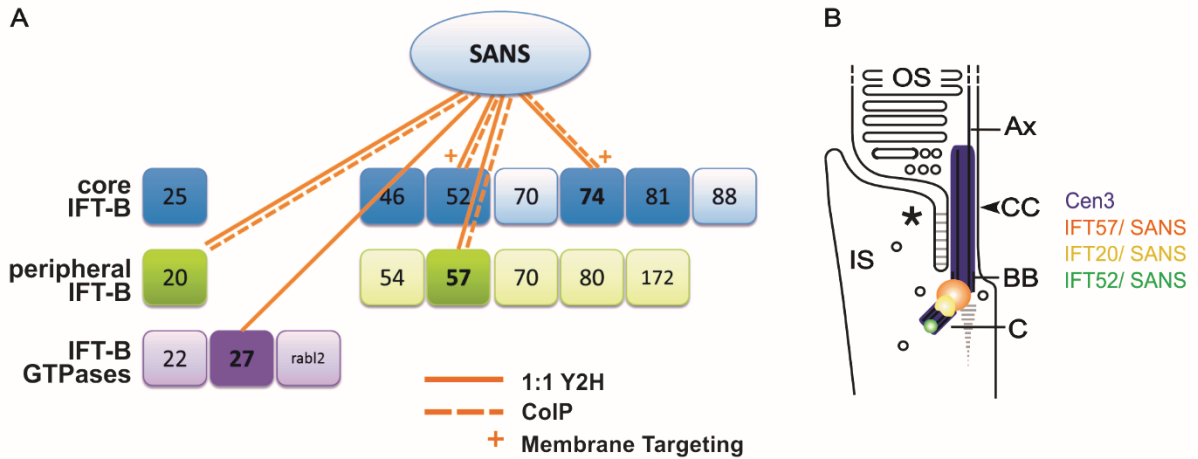 A
SANS
+ +
core
IFT-B
25 46 52 70 74 81 88
peripheral
IFT-B
20 54 57 70 80 172
IFT-B
GTPases
22 27 rabl2
1:1 Y2H
CoIP
+ Membrane Targeting
B
OS
Ax
*
CC
IS
BB
C
Cen3
IFT57/ SANS
IFT20/ SANS
IFT52/ SANS